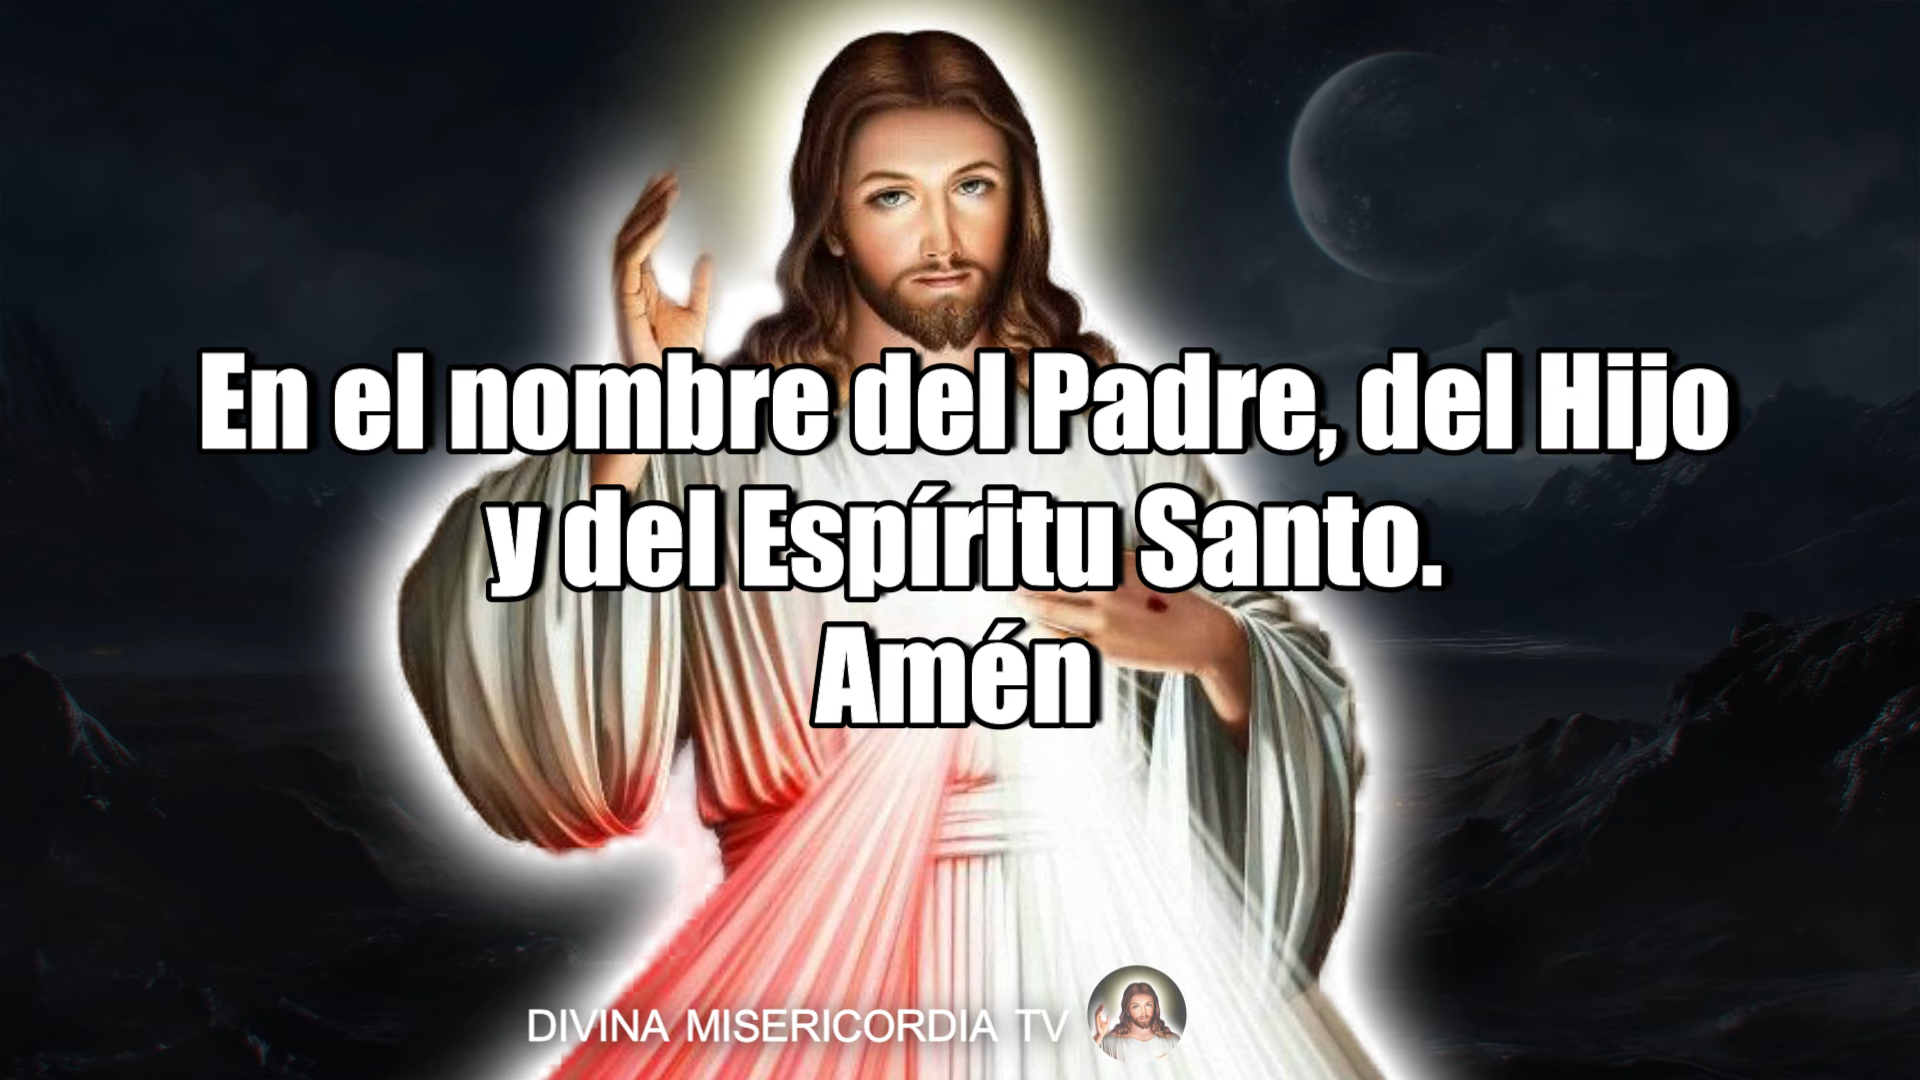 En el nombre del Padre, del Hijo
y del Espíritu Santo.
Amén
DIVINA MISERICORDIA TV